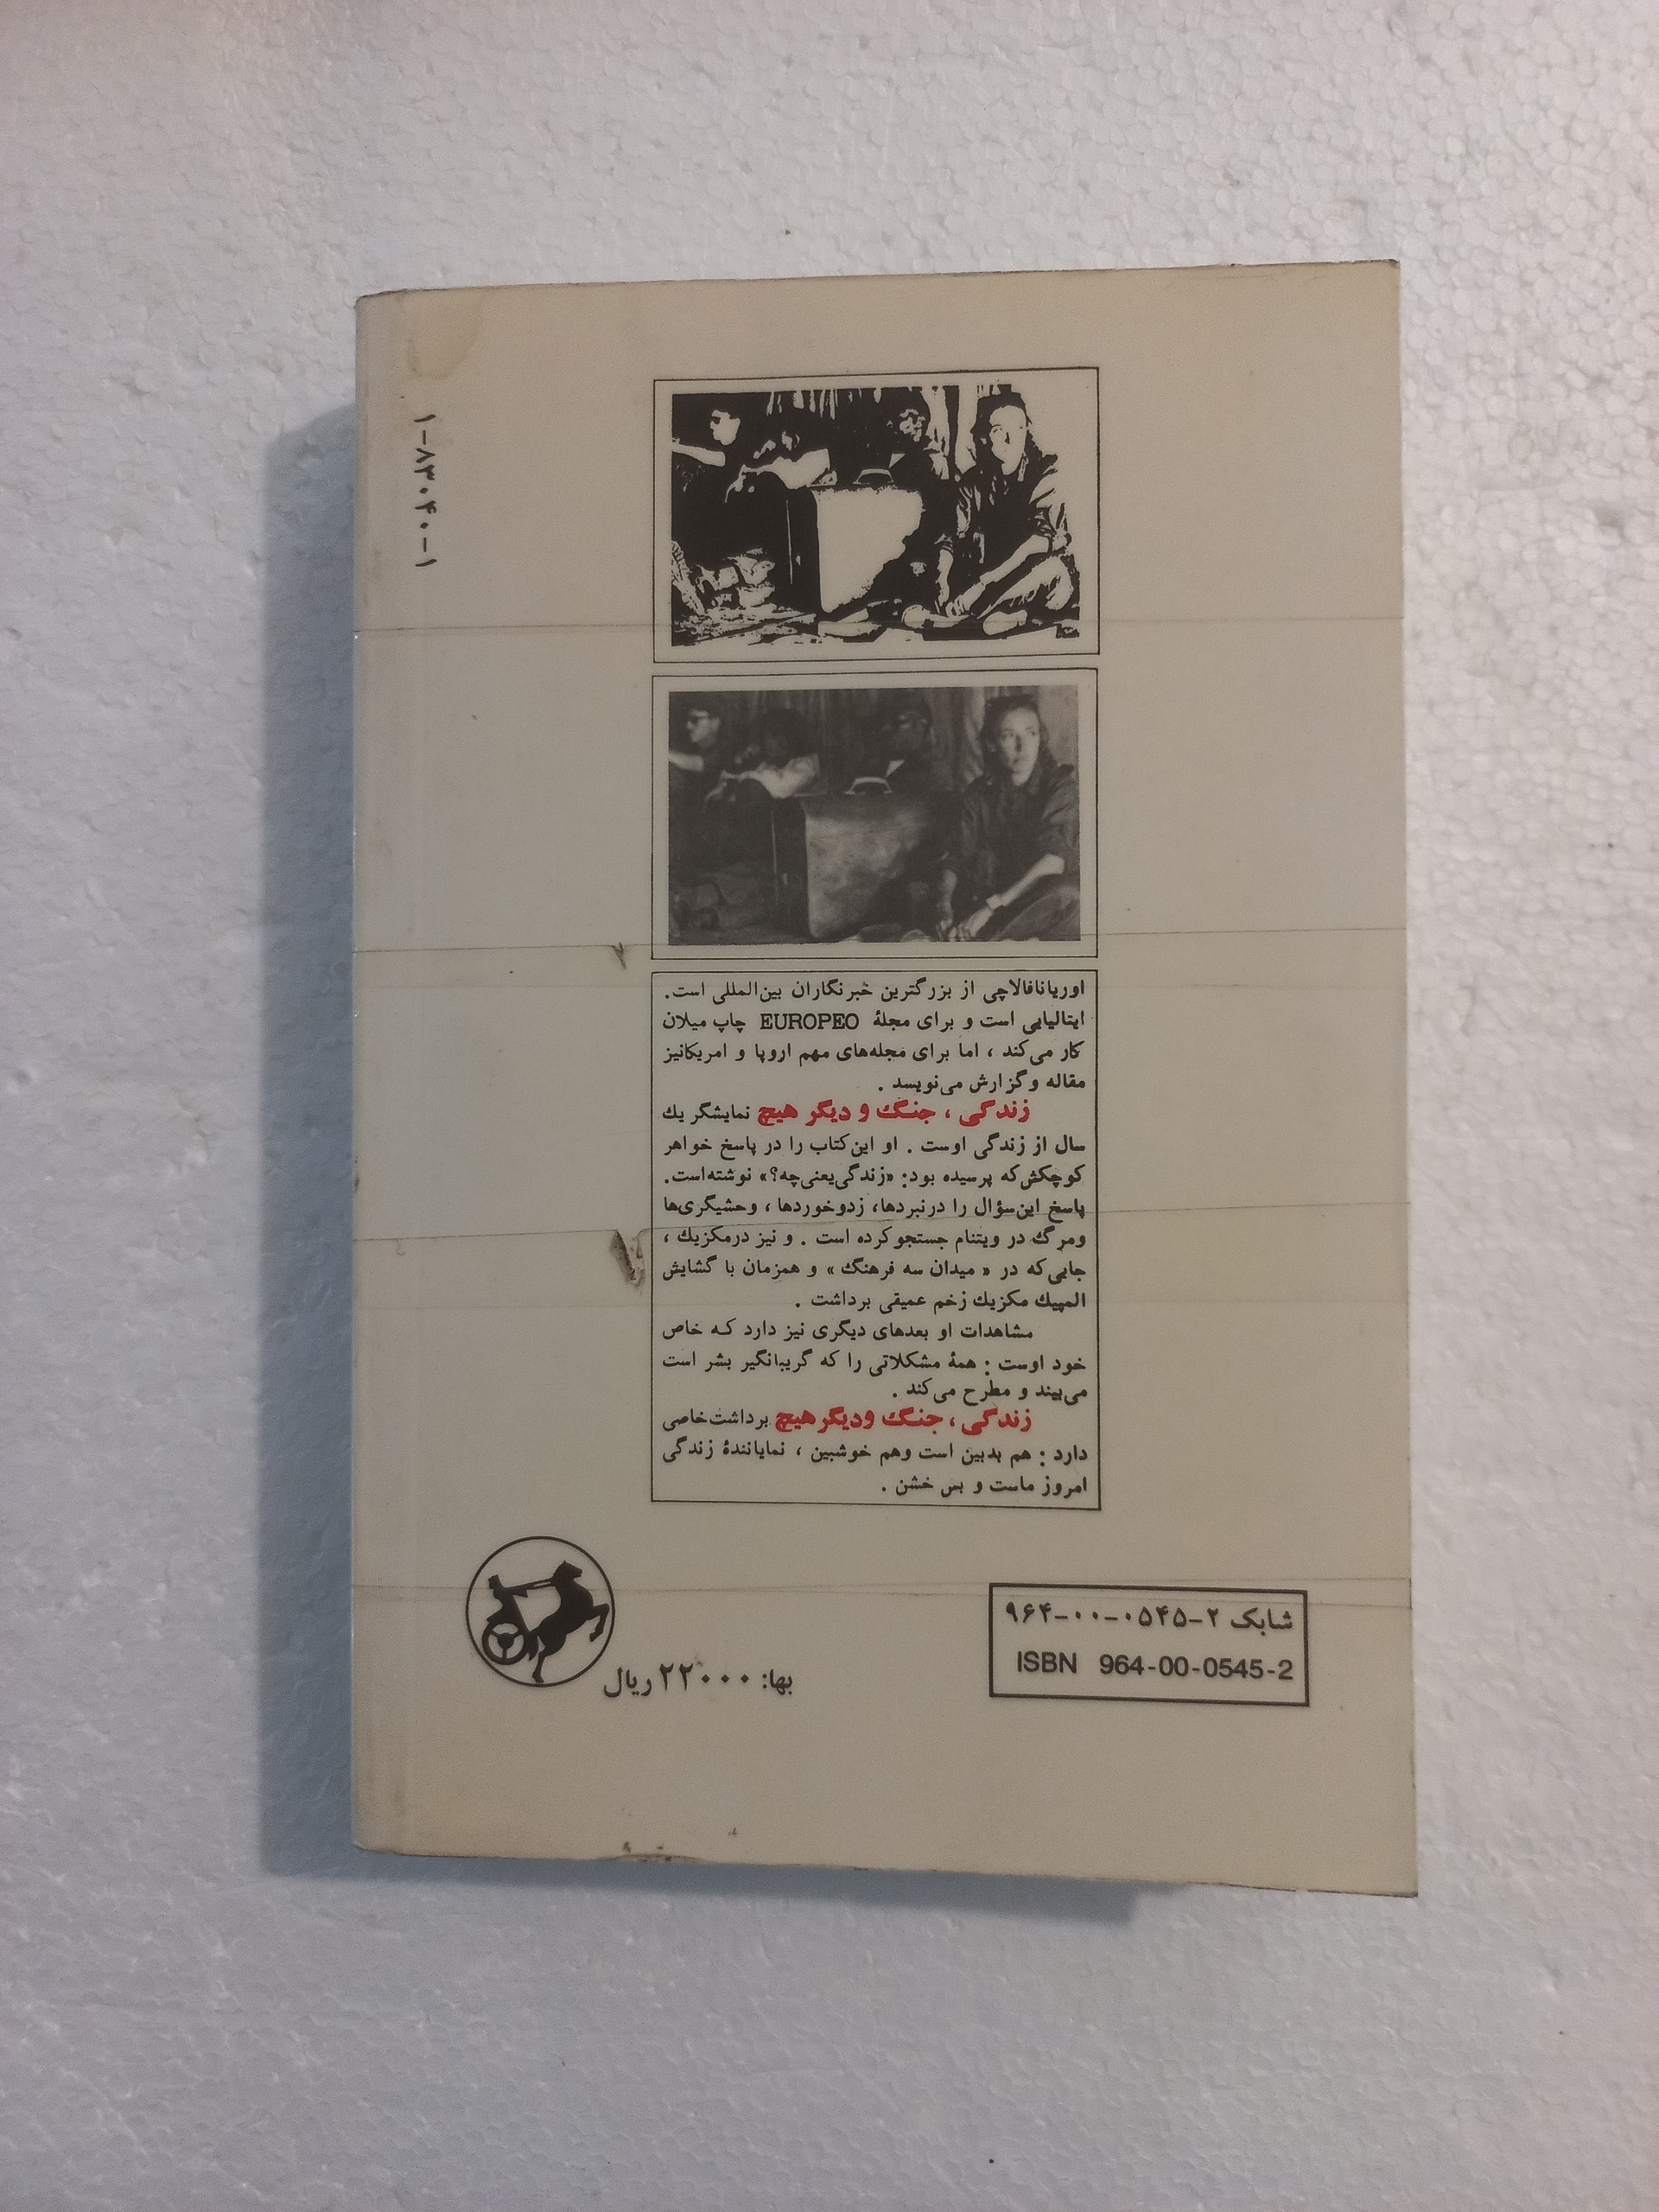 ۱-۸۳۰۴۰-۱
اوریانافالاچی از بزرگترین خبرنگاران بین‌المللی است.
ایتالیایی است و برای مجلهٔ EUROPEO چاپ میلان
کار می‌کند ، اما برای مجله‌های مهم اروپا و امریکانیز
مقاله و گزارش می‌نویسد .
زندگی ، جنگ و دیگر هیچ نمایشگر یك
سال از زندگی اوست . او این‌کتاب را در پاسخ خواهر
کوچکش‌که پرسیده بود: «زندگی‌یعنی‌چه؟» نوشته‌است.
پاسخ این‌سؤال را درنبردها، زدوخوردها ، وحشیگری‌ها
ومرگ در ویتنام جستجو‌کرده است . و نیز درمکزیك ،
جایی‌که در « میدان سه فرهنگ » و همزمان با گشایش
المپیك مکزیك زخم عمیقی برداشت .
مشاهدات او بعدهای دیگری نیز دارد که خاص
خود اوست : همهٔ مشکلاتی را که گریبانگیر بشر است
می‌بیند و مطرح می‌کند .
زندگی ، جنگ ودیگر هیچ برداشت‌خاصی
دارد : هم بدبین است وهم خوشبین ، نمایانندهٔ زندگی
امروز ماست و بس خشن .
شابک ۲-۰۵۴۵-۰۰-۹۶۴
ISBN 964-00-0545-2
بها: ۲۲۰۰۰ ریال